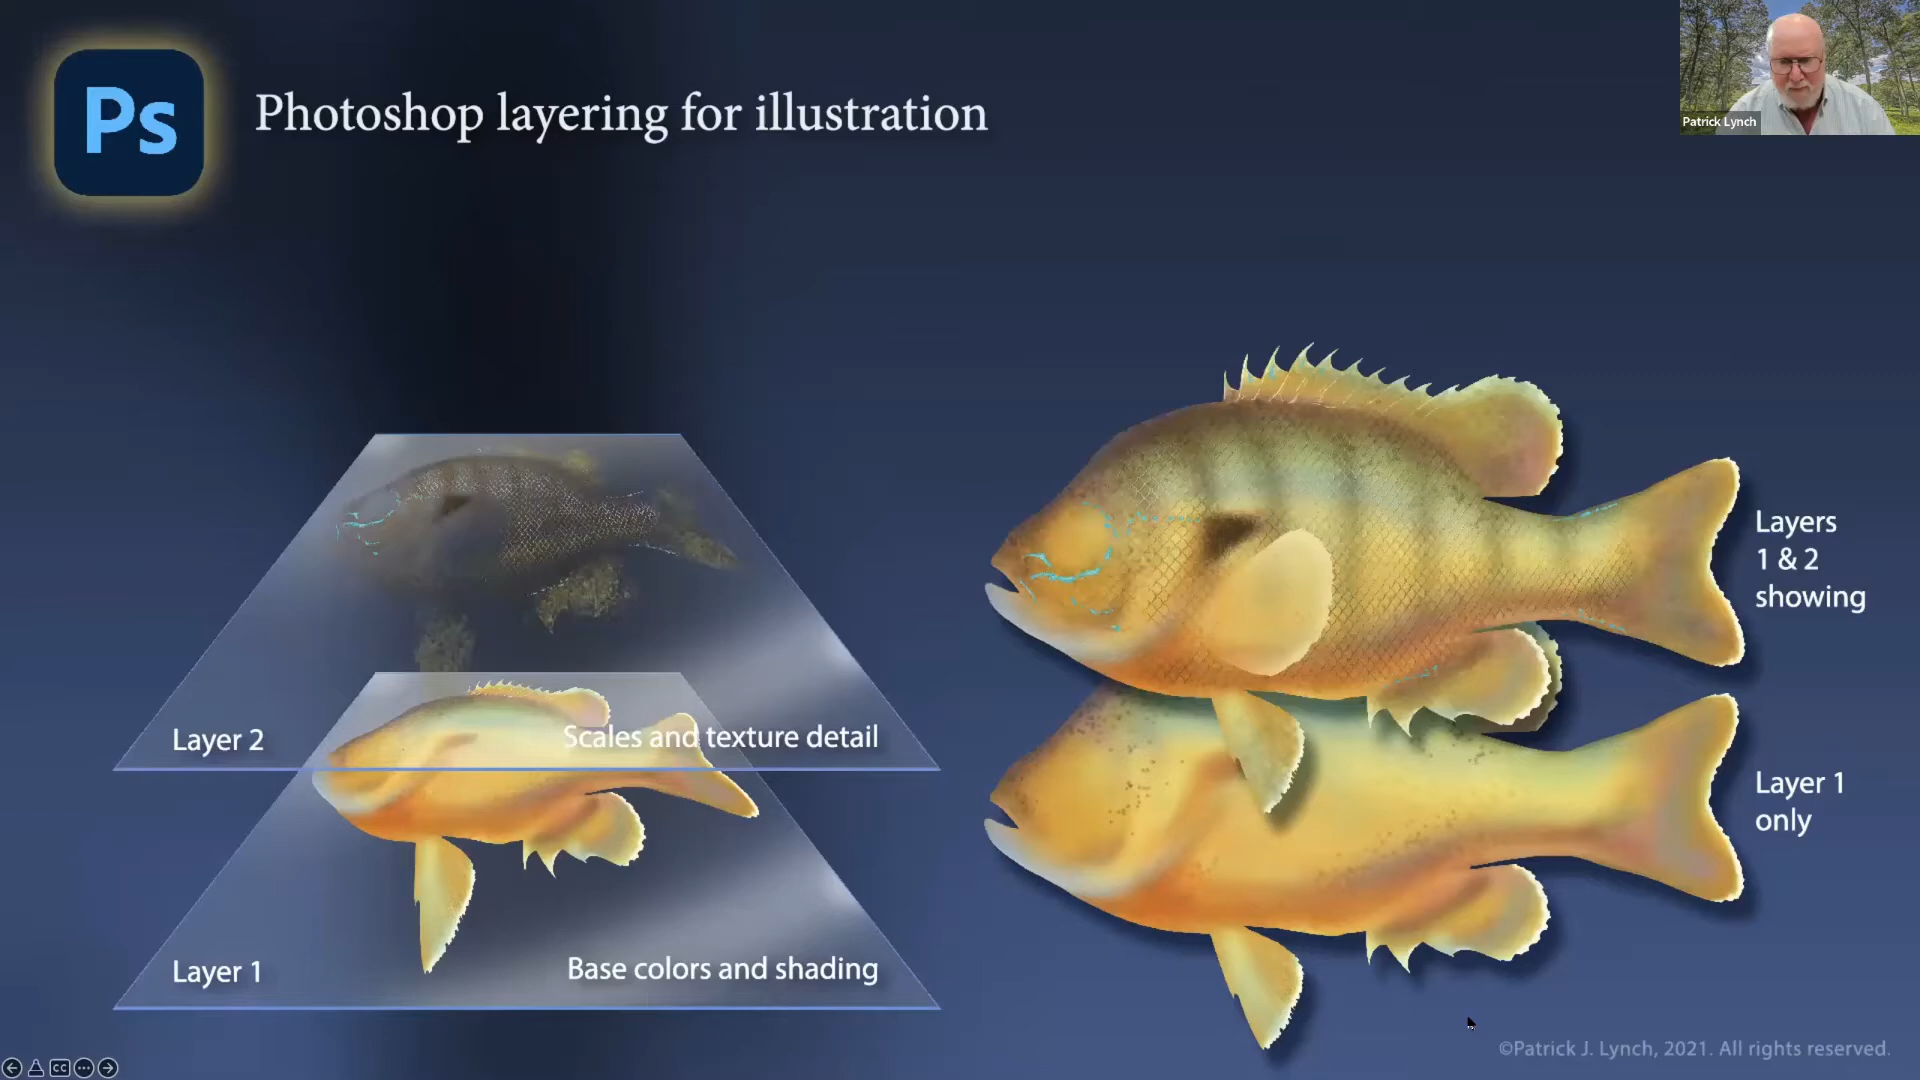 Ps
Photoshop layering for illustration
Patrick Lynch
Layers
1 & 2
showing
Layer 2
Scales and texture detail
Layer 1
only
Layer 1
Base colors and shading
©Patrick J. Lynch, 2021. All rights reserved.
CC